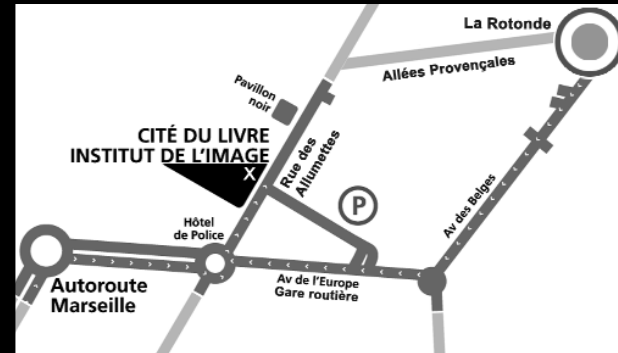 La Rotonde
Allées Provençales
Pavillon
noir
CITÉ DU LIVRE
INSTITUT DE L'IMAGE
X
Rue des
Allumettes
P
Av des Belges
Hôtel
de Police
Av de l'Europe
Gare routière
Autoroute
Marseille